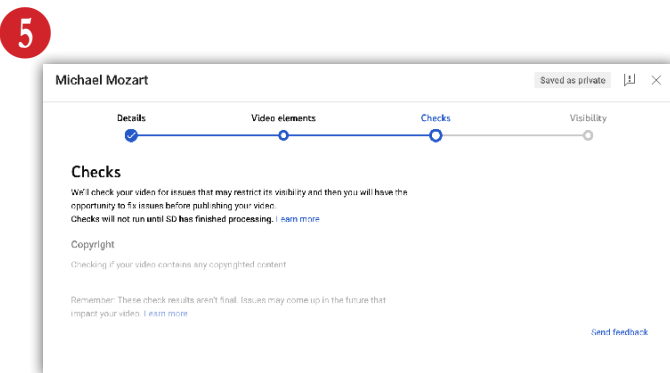 5
Michael Mozart
Saved as private
Details
Video elements
Checks
Visibility
Checks
We'll check your video for issues that may restrict its visibility and then you will have the
opportunity to fix issues before publishing your video.
Checks will not run until SD has finished processing. Learn more
Copyright
Checking if your video contains any copyrighted content
Remember: These check results aren't final. Issues may come up in the future that
impact your video. Learn more
Send feedback